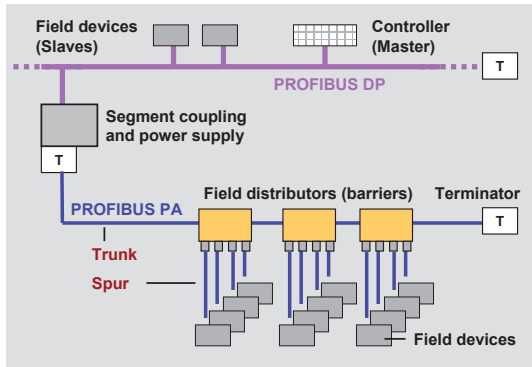 Field devices
(Slaves)
Controller
(Master)
T
PROFIBUS DP
Segment coupling
and power supply
T
PROFIBUS PA
Field distributors (barriers)
Terminator
T
Trunk
Spur
Field devices